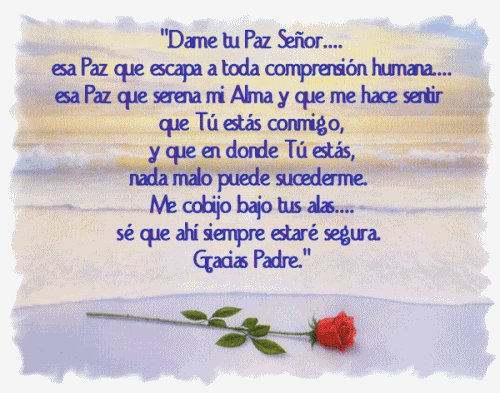 "Dame tu Paz Señor....
esa Paz que escapa a toda comprensión humana....
esa Paz que serena mi Alma y que me hace sentir
que Tú estás conmigo,
y que en donde Tú estás,
nada malo puede sucederme.
Me cobijo bajo tus alas....
sé que ahí siempre estaré segura.
Gracias Padre."